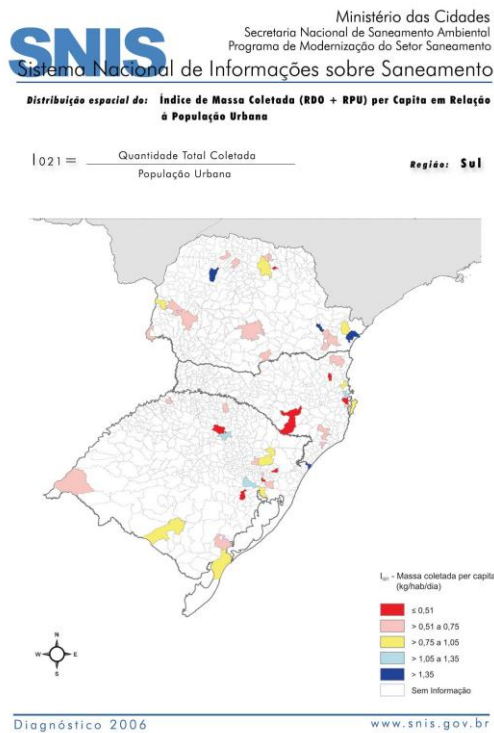 Ministério das Cidades
Secretaria Nacional de Saneamento Ambiental
Programa de Modernização do Setor Saneamento
SNIS
Sistema Nacional de Informações sobre Saneamento
Distribuição espacial do: Índice de Massa Coletada (RDO + RPU) per Capita em Relação
à População Urbana
I021 = Quantidade Total Coletada
População Urbana
Região: Sul
I021 - Massa coletada per capita
(kg/hab/dia)
≤ 0,51
> 0,51 a 0,75
> 0,75 a 1,05
> 1,05 a 1,35
> 1,35
Sem Informação
N
W E
S
Diagnóstico 2006
www.snis.gov.br